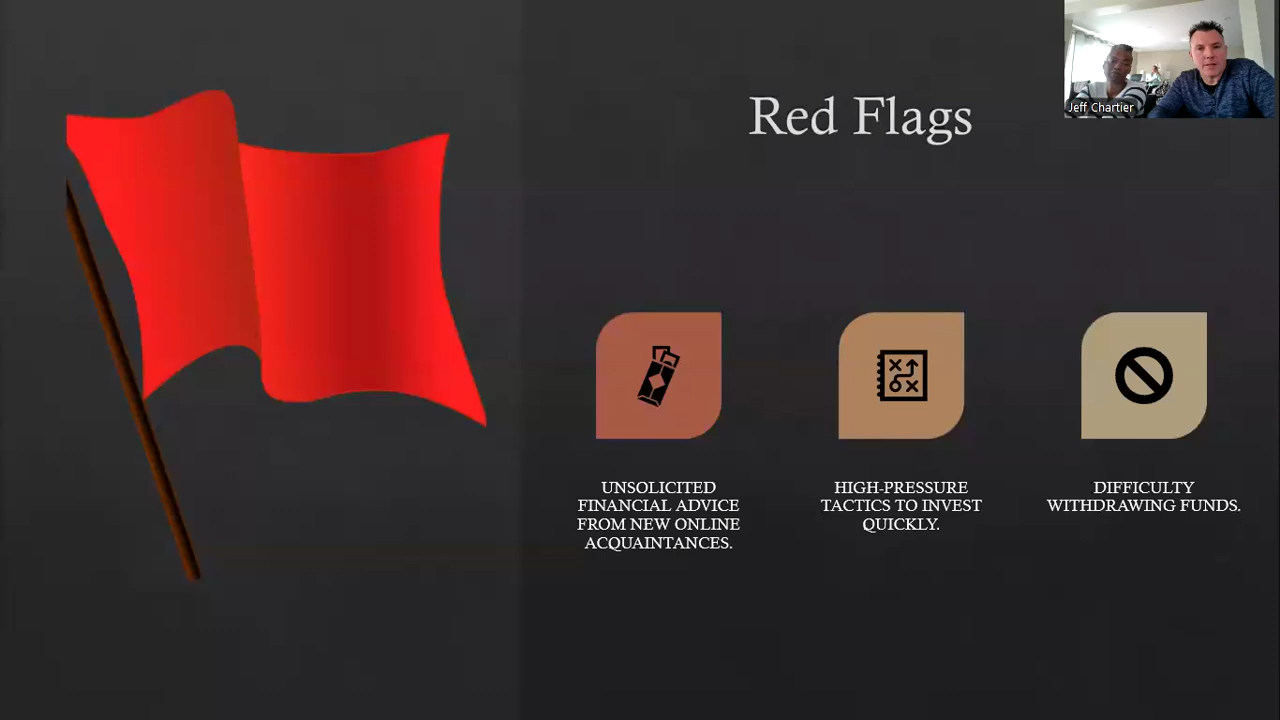 Red Flags
Jeff Chartier
UNSOLICITED
FINANCIAL ADVICE
FROM NEW ONLINE
ACQUAINTANCES.
HIGH-PRESSURE
TACTICS TO INVEST
QUICKLY.
DIFFICULTY
WITHDRAWING FUNDS.